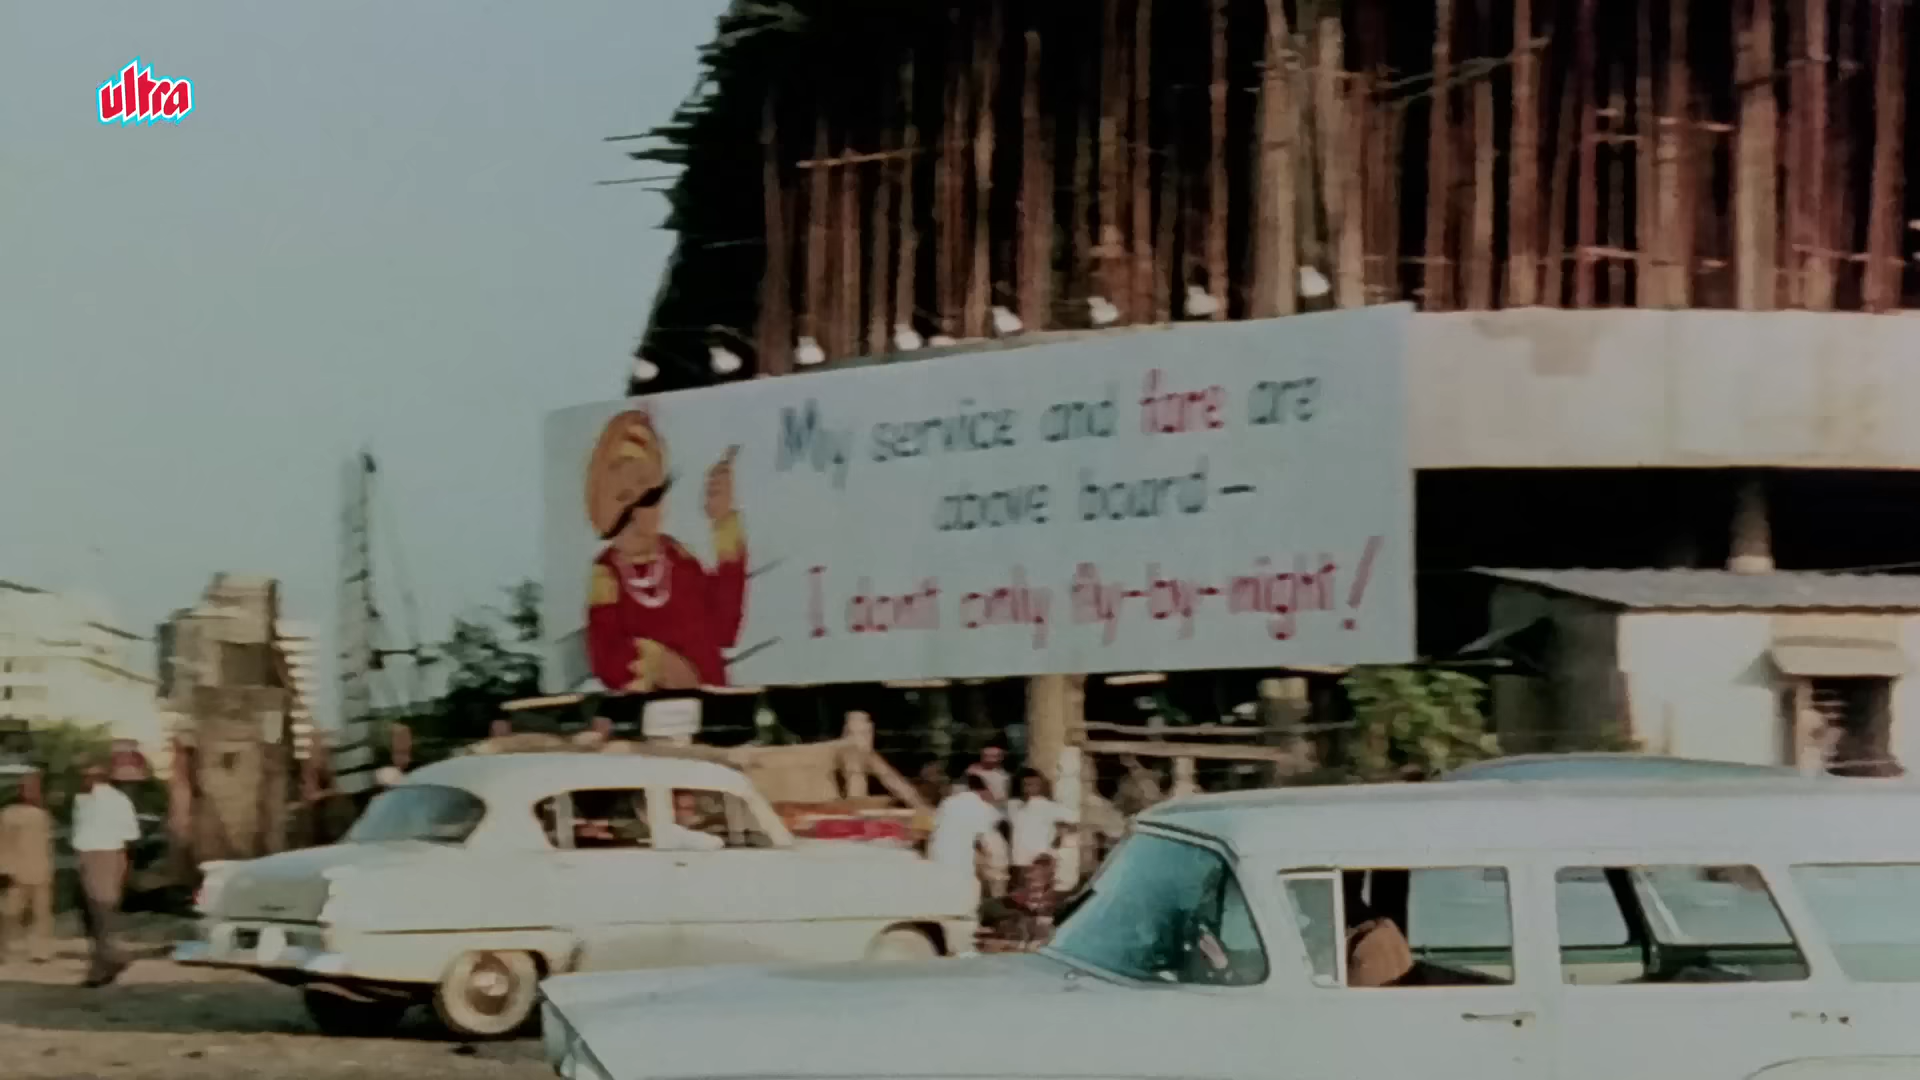 ultra
My service and fare are
above board -
I don't only fly-by-night!